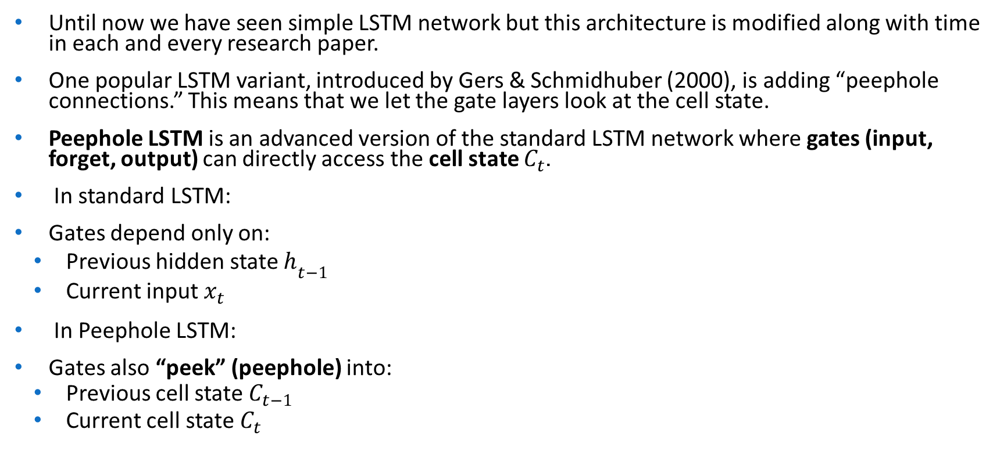 • Until now we have seen simple LSTM network but this architecture is modified along with time
in each and every research paper.
• One popular LSTM variant, introduced by Gers & Schmidhuber (2000), is adding “peephole
connections.” This means that we let the gate layers look at the cell state.
• Peephole LSTM is an advanced version of the standard LSTM network where gates (input,
forget, output) can directly access the cell state C_t.
• In standard LSTM:
• Gates depend only on:
• Previous hidden state h_{t−1}
• Current input x_t
• In Peephole LSTM:
• Gates also “peek” (peephole) into:
• Previous cell state C_{t−1}
• Current cell state C_t